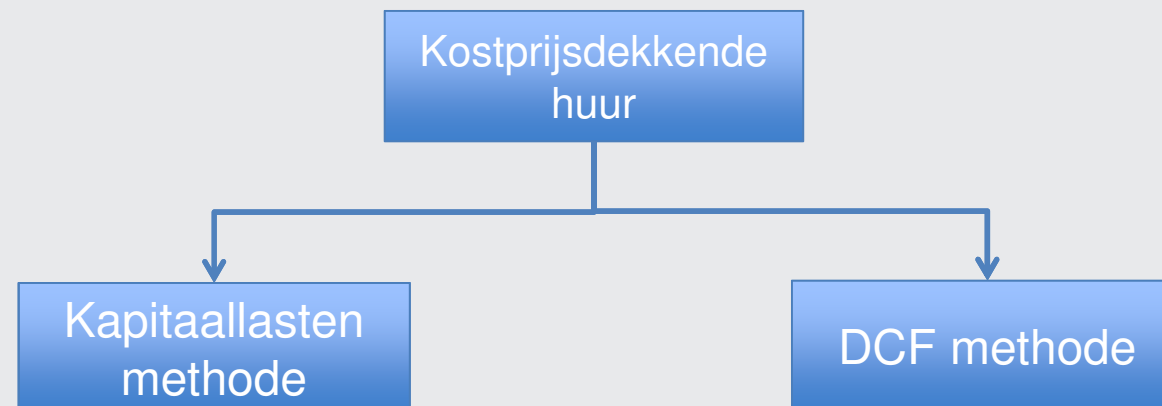 Kostprijsdekkende
huur
Kapitaallasten
methode
DCF methode